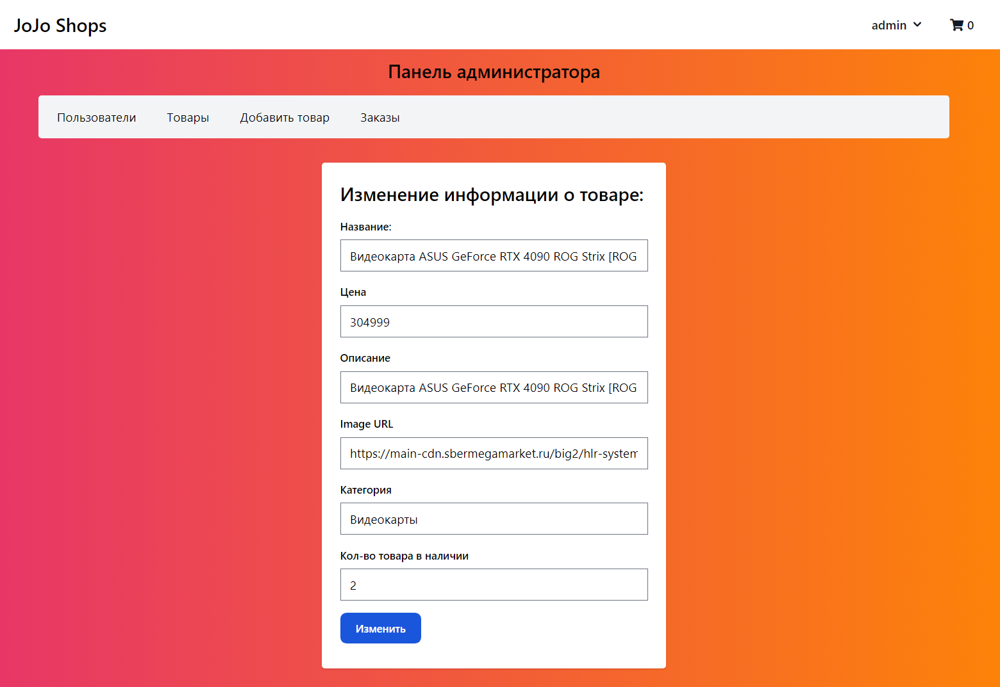 JoJo Shops
admin
0
Панель администратора
Пользователи Товары Добавить товар Заказы
Изменение информации о товаре:
Название:
Видеокарта ASUS GeForce RTX 4090 ROG Strix [ROG
Цена
304999
Описание
Видеокарта ASUS GeForce RTX 4090 ROG Strix [ROG
Image URL
https://main-cdn.sbermegamarket.ru/big2/hlr-system
Категория
Видеокарты
Кол-во товара в наличии
2
Изменить